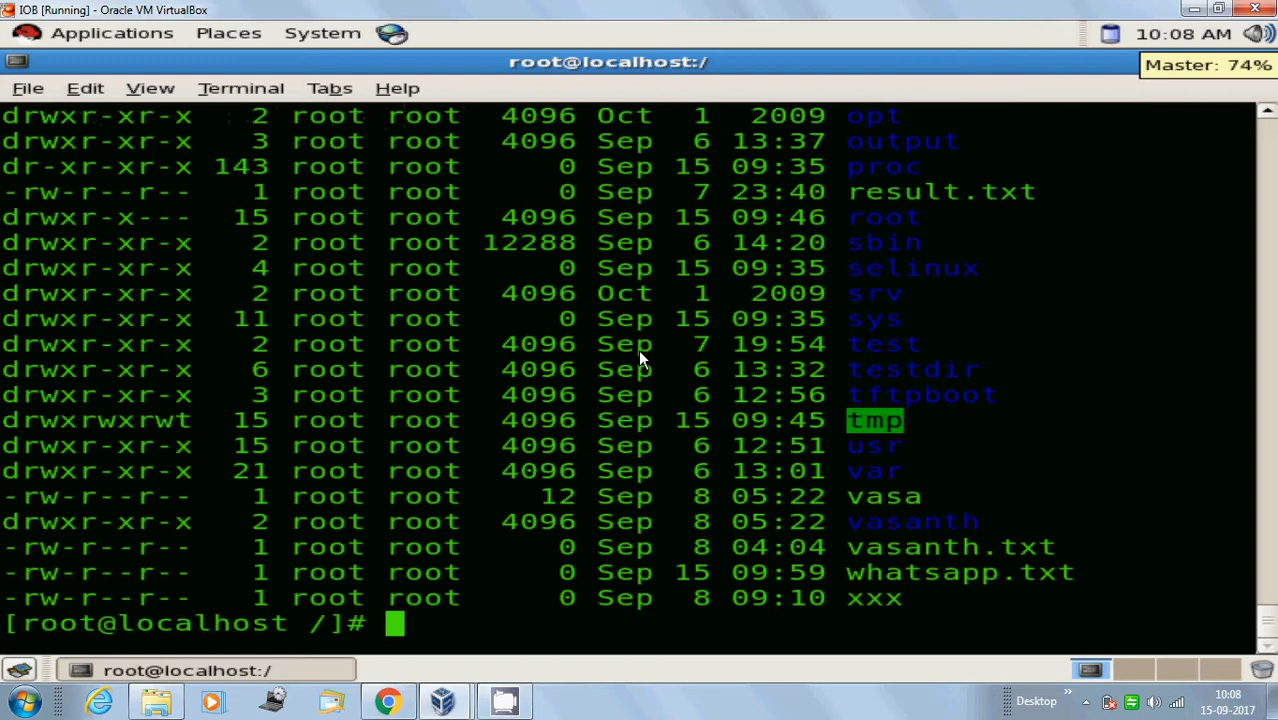 IOB [Running] - Oracle VM VirtualBox
Applications Places System 10:08 AM
root@localhost:/
Master: 74%
File Edit View Terminal Tabs Help
drwxr-xr-x 2 root root 4096 Oct 1 2009 opt
drwxr-xr-x 3 root root 4096 Sep 6 13:37 output
dr-xr-xr-x 143 root root 0 Sep 15 09:35 proc
-rw-r--r-- 1 root root 0 Sep 7 23:40 result.txt
drwxr-x--- 15 root root 4096 Sep 15 09:46 root
drwxr-xr-x 2 root root 12288 Sep 6 14:20 sbin
drwxr-xr-x 4 root root 0 Sep 15 09:35 selinux
drwxr-xr-x 2 root root 4096 Oct 1 2009 srv
drwxr-xr-x 11 root root 0 Sep 15 09:35 sys
drwxr-xr-x 2 root root 4096 Sep 7 19:54 test
drwxr-xr-x 6 root root 4096 Sep 6 13:32 testdir
drwxr-xr-x 3 root root 4096 Sep 6 12:56 tftpboot
drwxrwxrwt 15 root root 4096 Sep 15 09:45 tmp
drwxr-xr-x 15 root root 4096 Sep 6 12:51 usr
drwxr-xr-x 21 root root 4096 Sep 6 13:01 var
-rw-r--r-- 1 root root 12 Sep 8 05:22 vasa
drwxr-xr-x 2 root root 4096 Sep 8 05:22 vasanth
-rw-r--r-- 1 root root 0 Sep 8 04:04 vasanth.txt
-rw-r--r-- 1 root root 0 Sep 15 09:59 whatsapp.txt
-rw-r--r-- 1 root root 0 Sep 8 09:10 xxx
[root@localhost /]#
root@localhost:/
Desktop » 10:08
15-09-2017